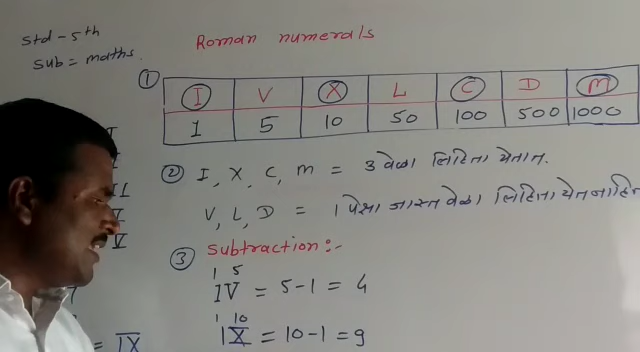 Std - 5th
Sub = maths.
Roman numerals
① I V X L C D M
1 5 10 50 100 500 1000
② I, X, C, M = 3 वेळा लिहिता येतात.
V, L, D = 1 पेक्षा जास्त वेळा लिहिता येत नाहि
③ Subtraction :-
1 5
IV = 5-1 = 4
1 10
IX = 10-1 = 9
= IX